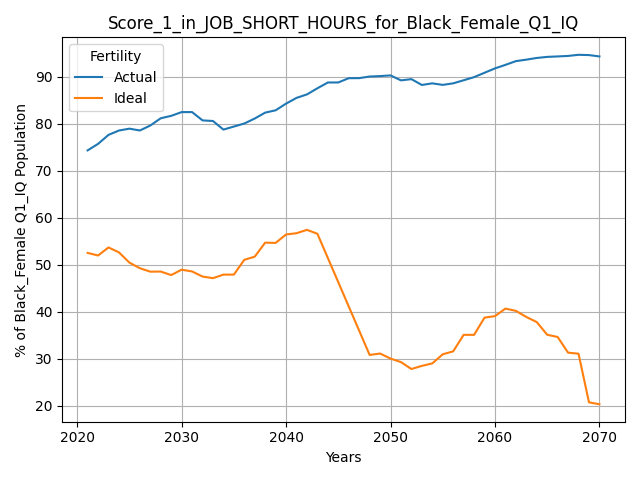 Score_1_in_JOB_SHORT_HOURS_for_Black_Female_Q1_IQ
Fertility
Actual
Ideal
% of Black_Female Q1_IQ Population
90
80
70
60
50
40
30
20
2020 2030 2040 2050 2060 2070
Years